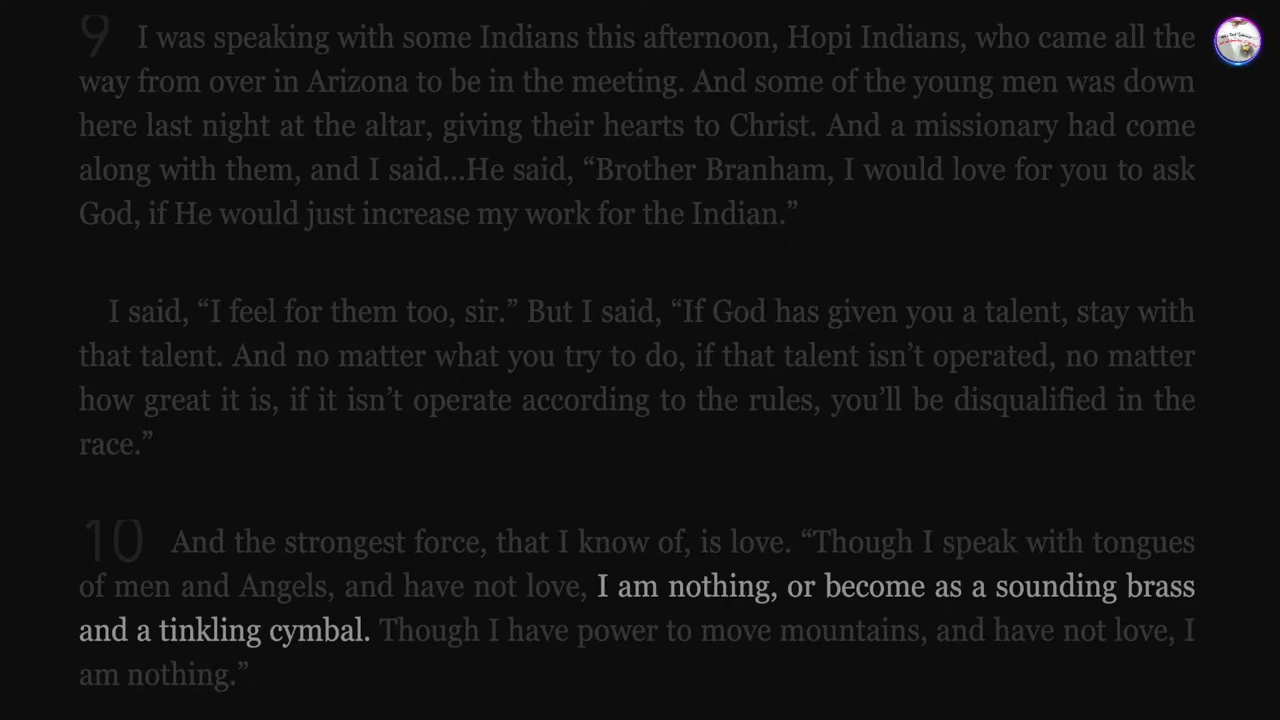 9 I was speaking with some Indians this afternoon, Hopi Indians, who came all the
way from over in Arizona to be in the meeting. And some of the young men was down
here last night at the altar, giving their hearts to Christ. And a missionary had come
along with them, and I said...He said, “Brother Branham, I would love for you to ask
God, if He would just increase my work for the Indian.”
I said, “I feel for them too, sir.” But I said, “If God has given you a talent, stay with
that talent. And no matter what you try to do, if that talent isn’t operated, no matter
how great it is, if it isn’t operate according to the rules, you’ll be disqualified in the
race.”
10 And the strongest force, that I know of, is love. “Though I speak with tongues
of men and Angels, and have not love, I am nothing, or become as a sounding brass
and a tinkling cymbal. Though I have power to move mountains, and have not love, I
am nothing.”